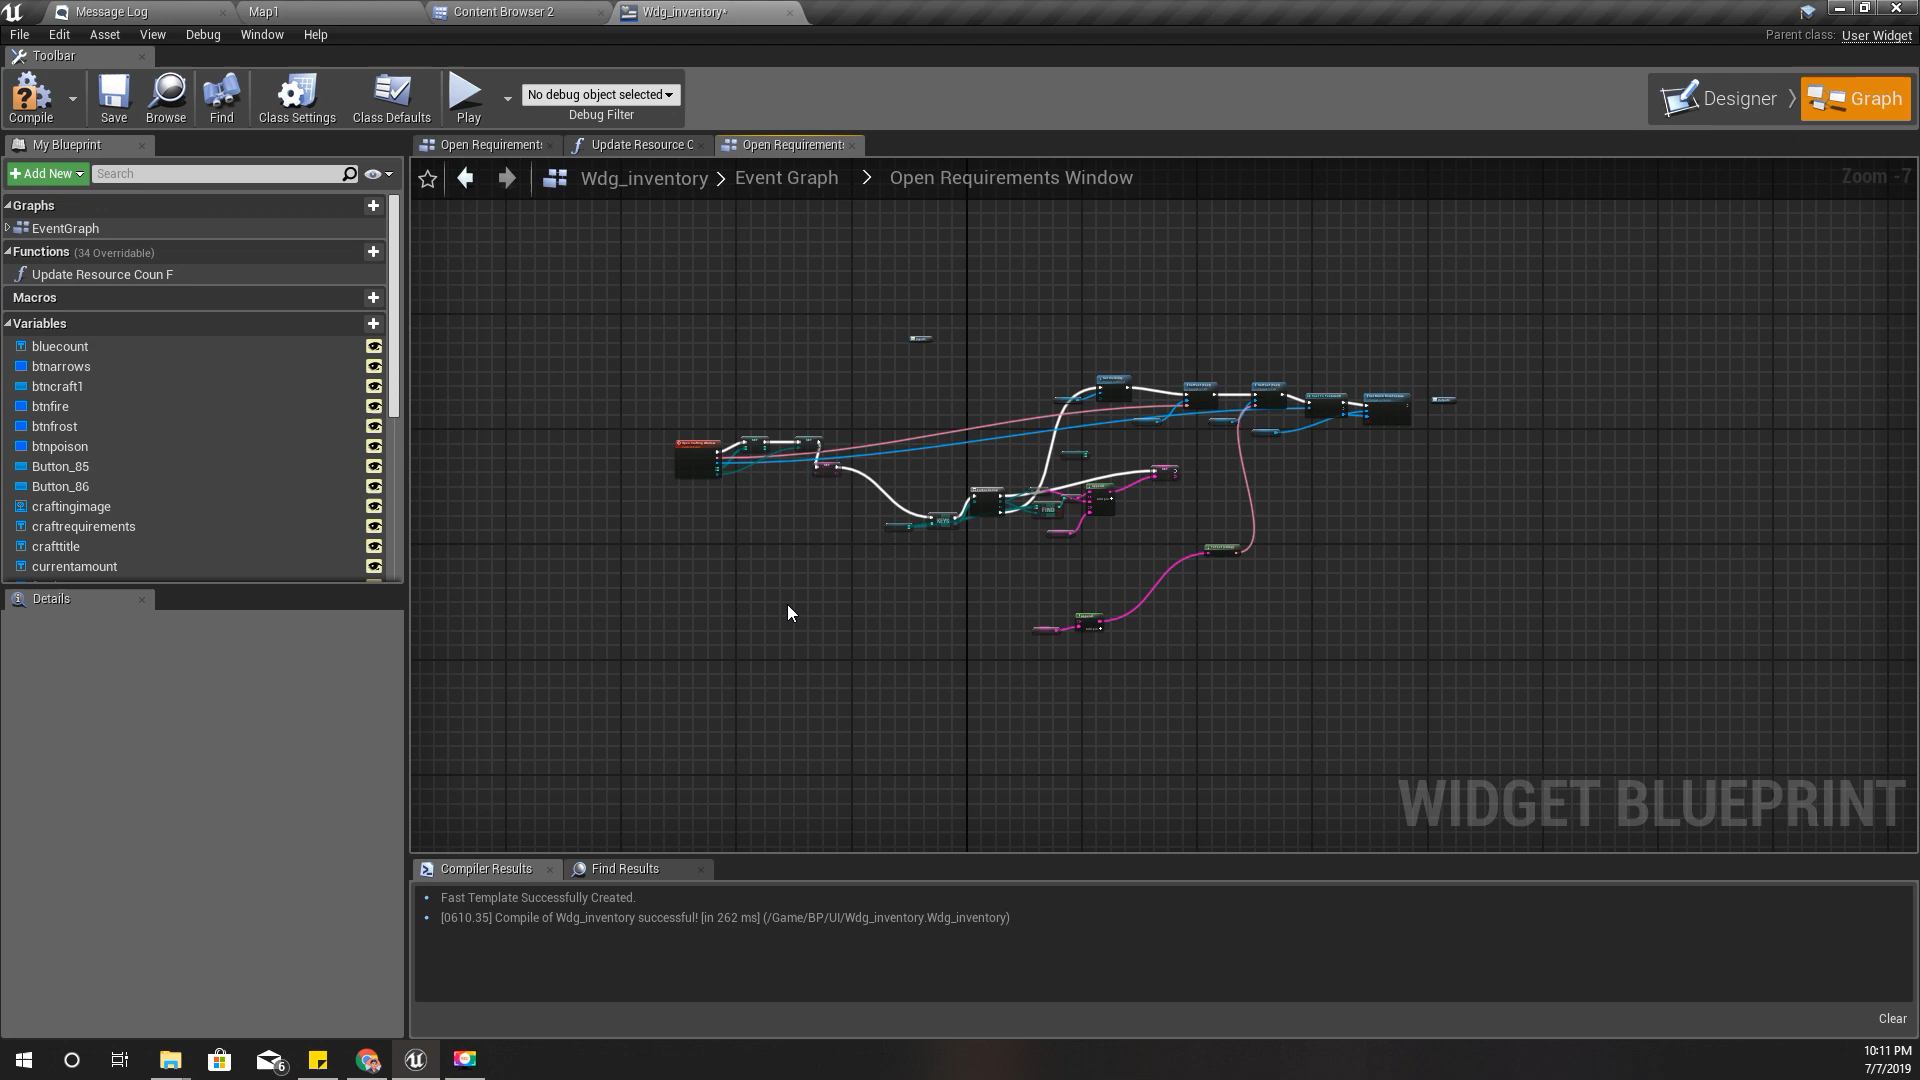 Message Log
Map1
Content Browser 2
Wdg_inventory*
File
Edit
Asset
View
Debug
Window
Help
Parent class:
User Widget
Toolbar
Compile
Save
Browse
Find
Class Settings
Class Defaults
Play
No debug object selected
Debug Filter
Designer
Graph
My Blueprint
Open Requirement:
Update Resource C
Open Requirement:
Add New
Search
Wdg_inventory
Event Graph
Open Requirements Window
Zoom -7
Graphs
EventGraph
Functions (34 Overridable)
Update Resource Coun F
Macros
Variables
bluecount
btnarrows
btncraft1
btnfire
btnfrost
btnpoison
Button_85
Button_86
craftingimage
craftrequirements
crafttitle
currentamount
KEYS
FIND
Details
WIDGET BLUEPRINT
Compiler Results
Find Results
Fast Template Successfully Created.
[0610.35] Compile of Wdg_inventory successful! [in 262 ms] (/Game/BP/UI/Wdg_inventory.Wdg_inventory)
Clear
6
10:11 PM
7/7/2019